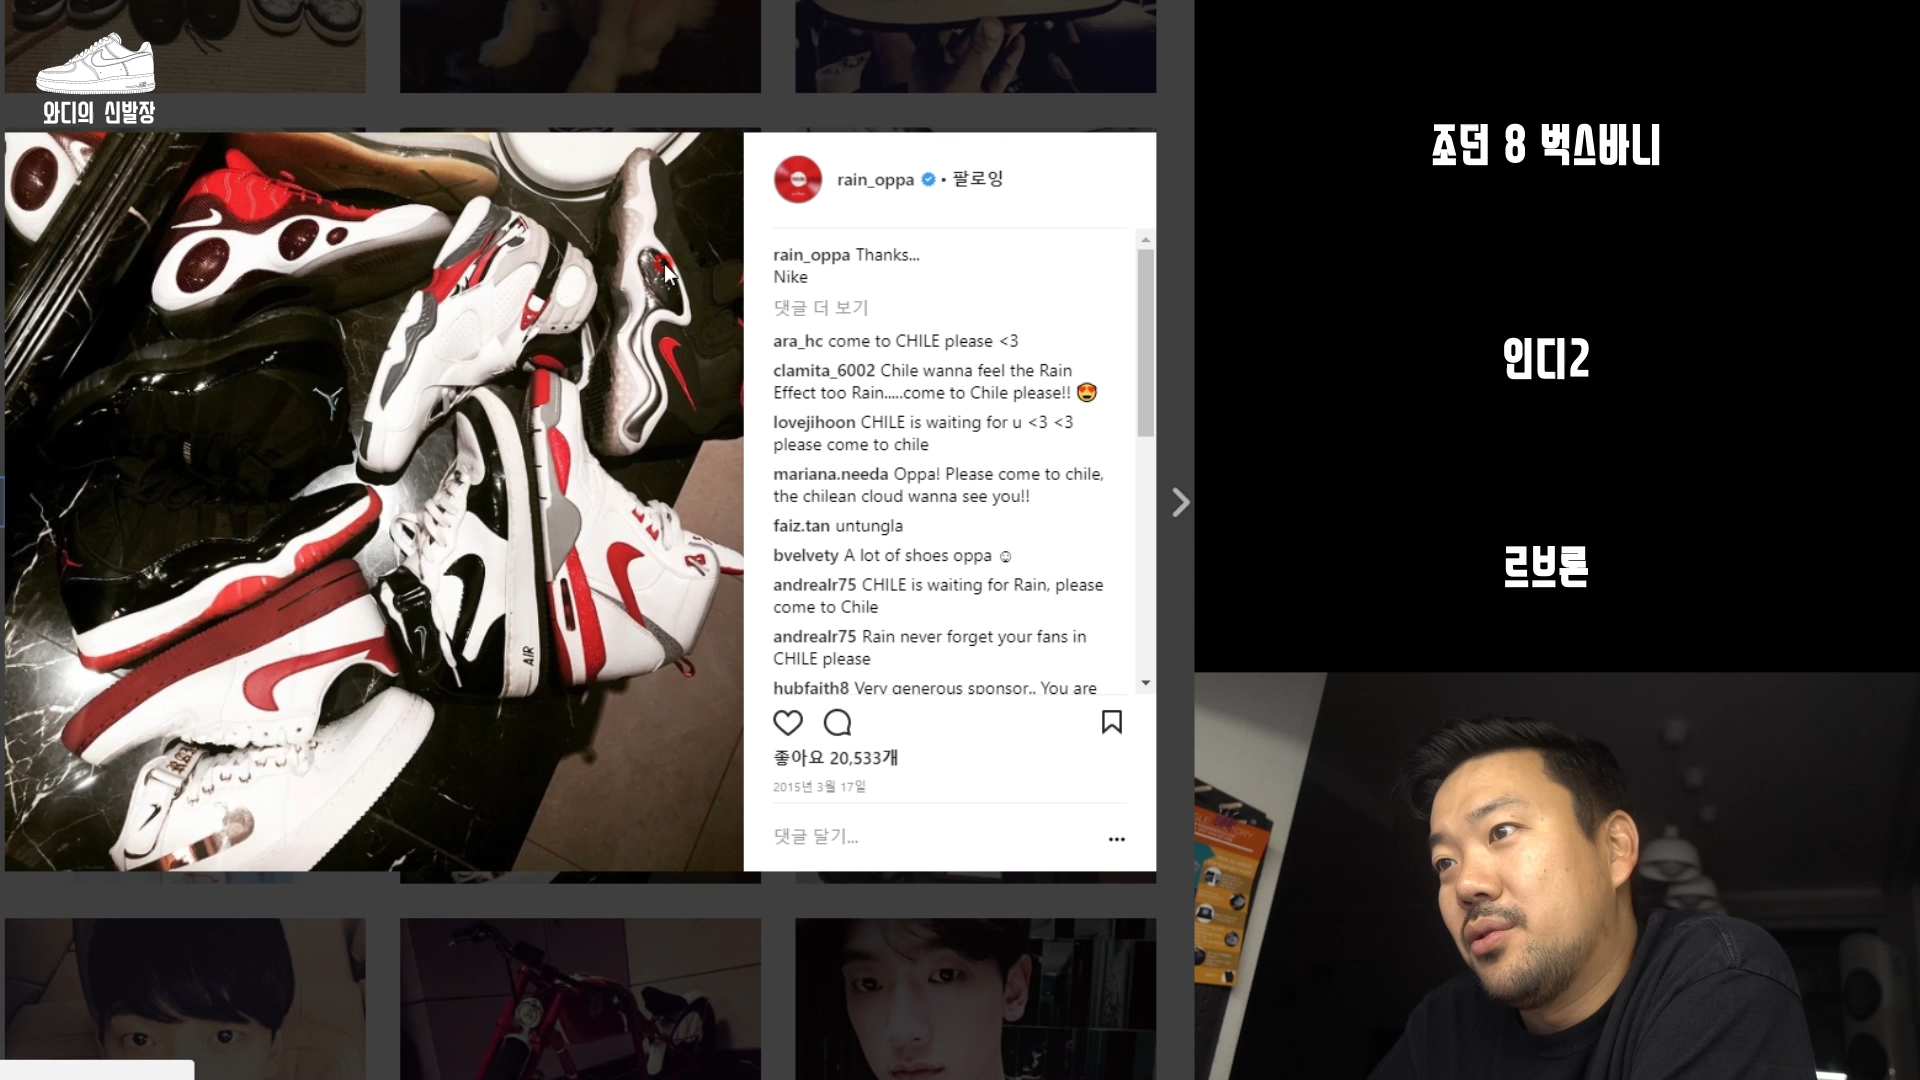 와디의 신발장
rain_oppa • 팔로잉
rain_oppa Thanks...
Nike
댓글 더 보기
ara_hc come to CHILE please <3
clamita_6002 Chile wanna feel the Rain
Effect too Rain.....come to Chile please!! 😍
lovejihoon CHILE is waiting for u <3 <3
please come to chile
mariana.needa Oppa! Please come to chile,
the chilean cloud wanna see you!!
faiz.tan untungla
bvelvety A lot of shoes oppa ☺
andrealr75 CHILE is waiting for Rain, please
come to Chile
andrealr75 Rain never forget your fans in
CHILE please
hubfaith8 Very generous sponsor.. You are
좋아요 20,533개
2015년 3월 17일
댓글 달기...
AIR
조던 8 벅스바니
인디2
르브론